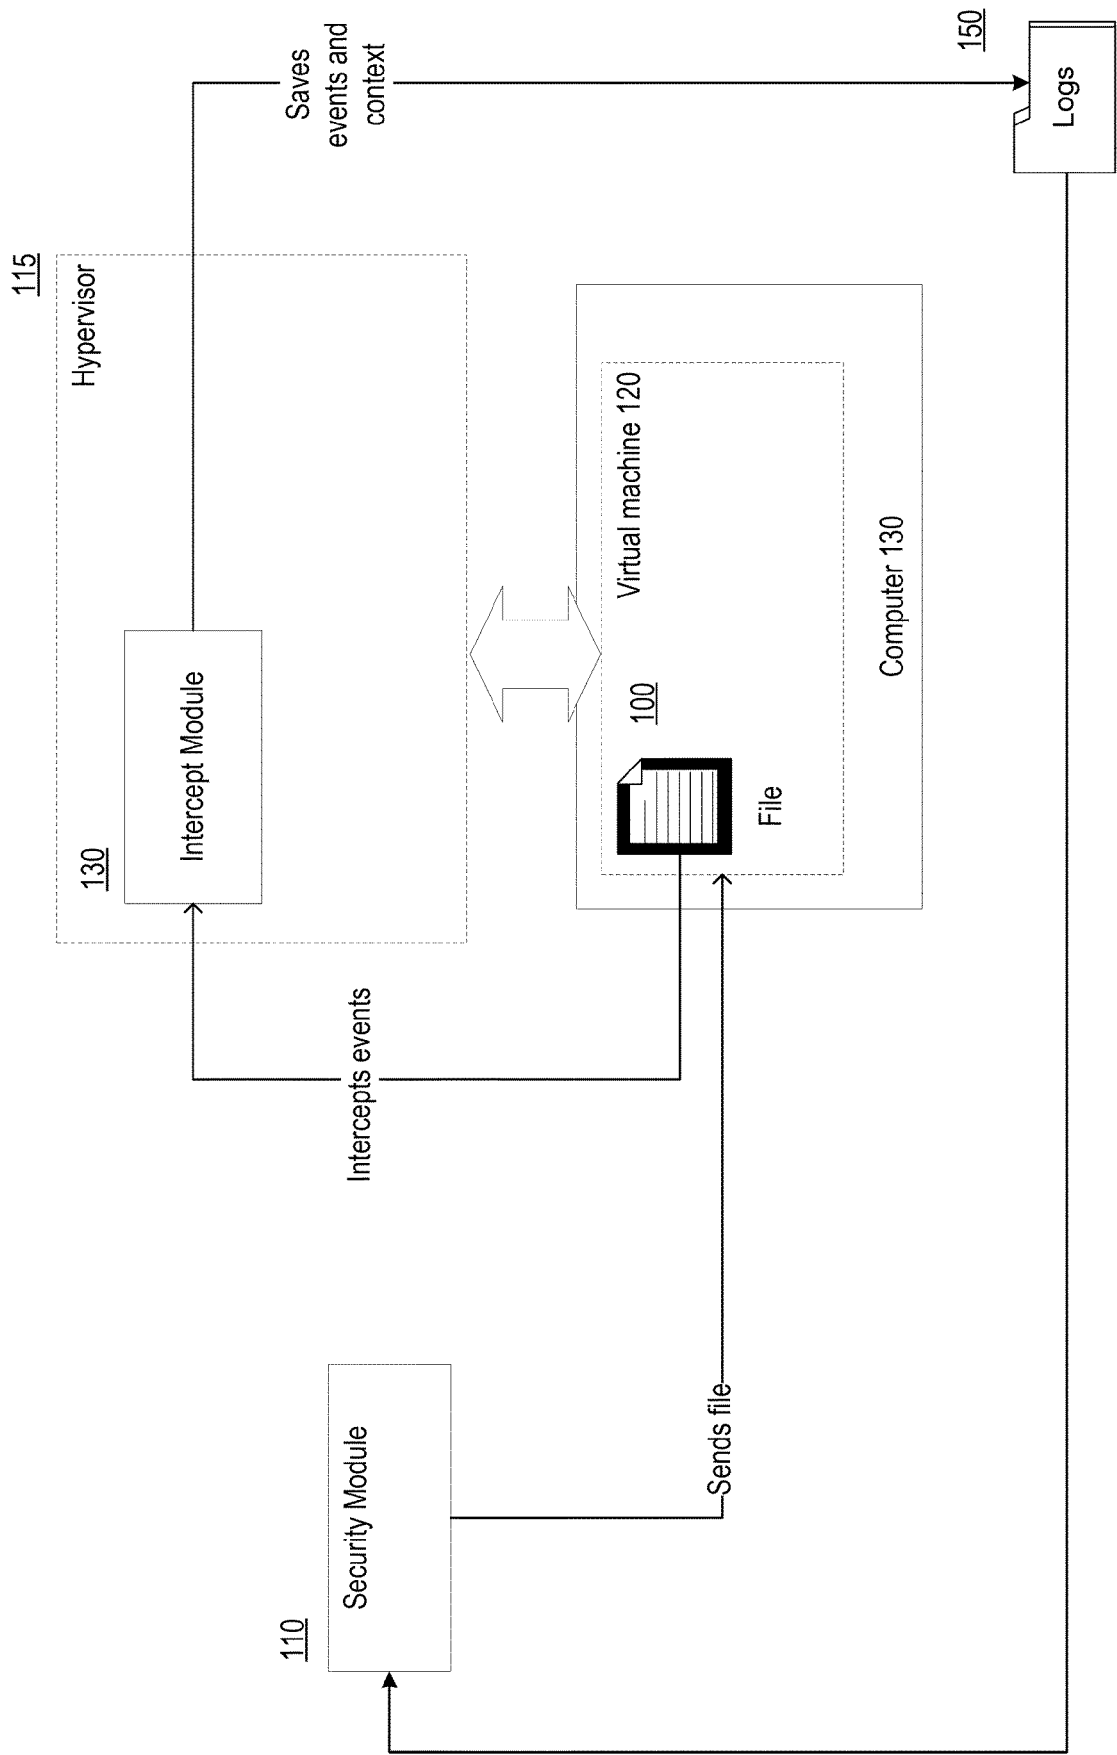 115
Hypervisor
130
Intercept Module
Saves
events and
context
Intercepts events
110
Security Module
Sends file
100
File
Virtual machine 120
Computer 130
150
Logs